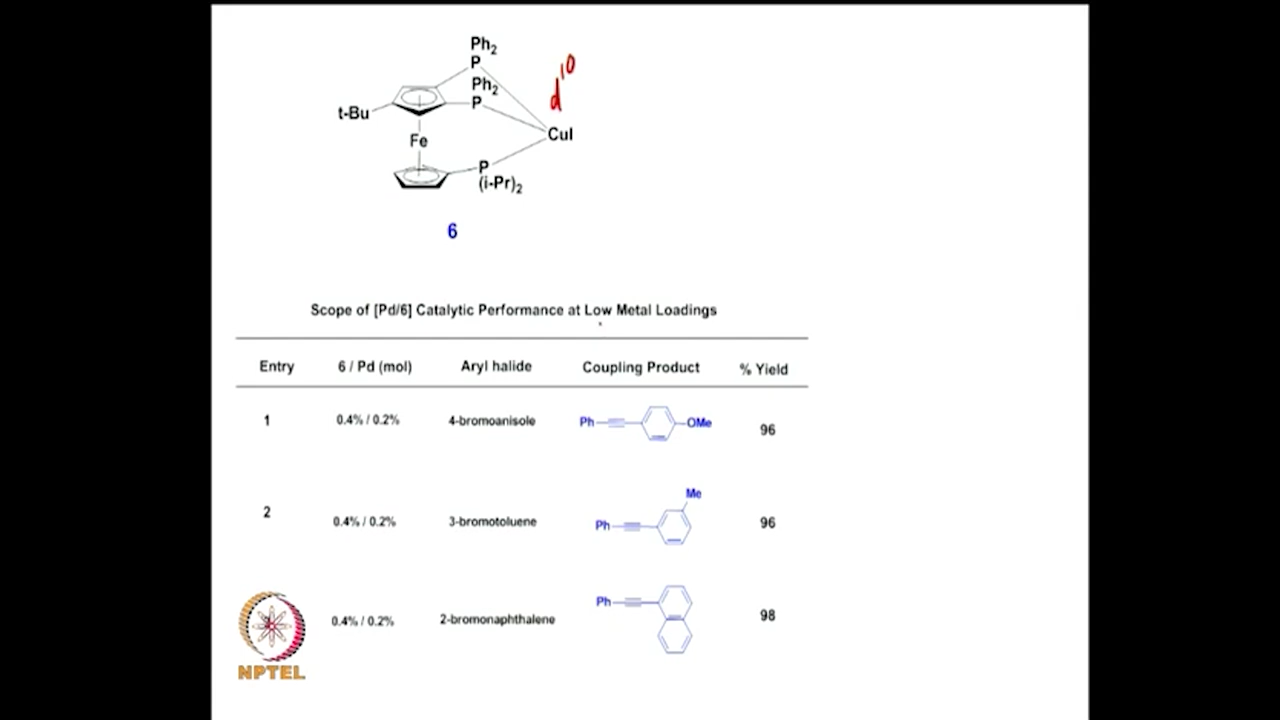 Ph2
P
Ph2
P
d10
t-Bu
CuI
Fe
P
(i-Pr)2
6
Scope of [Pd/6] Catalytic Performance at Low Metal Loadings
Entry 6 / Pd (mol) Aryl halide Coupling Product % Yield
1 0.4% / 0.2% 4-bromoanisole Ph OMe 96
Me
2 0.4% / 0.2% 3-bromotoluene Ph 96
0.4% / 0.2% 2-bromonaphthalene Ph 98
NPTEL